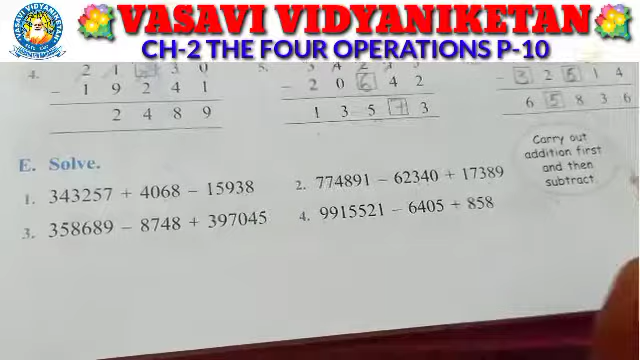 VASAVI VIDYANIKETAN
CH-2 THE FOUR OPERATIONS P-10
4. 2 1 3 0
- 1 9 2 4 1
2 4 8 9
- 2 0 6 4 2
1 3 5 7 3
- 3 2 5 1 4
6 5 8 3 6
E. Solve.
1. 343257 + 4068 - 15938
2. 774891 - 62340 + 17389
3. 358689 - 8748 + 397045
4. 9915521 - 6405 + 858
Carry out
addition first
and then
subtract.